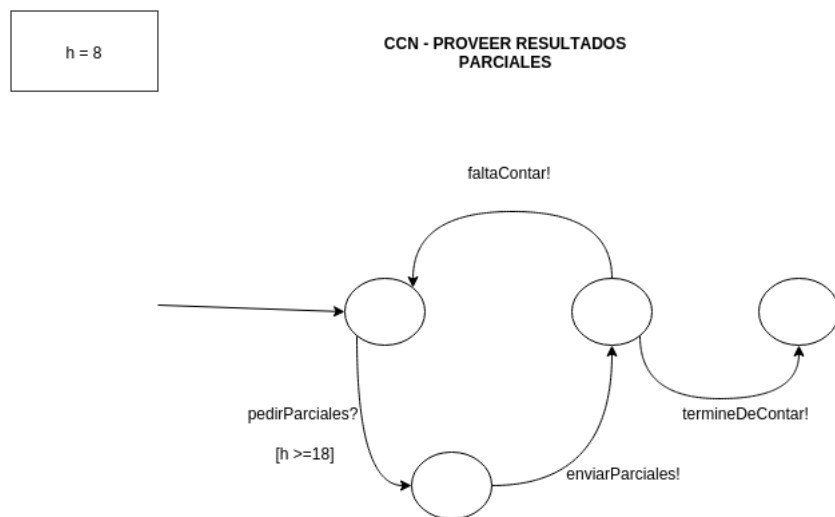 h = 8
CCN - PROVEER RESULTADOS
PARCIALES
faltaContar!
pedirParciales?
[h >=18]
enviarParciales!
termineDeContar!